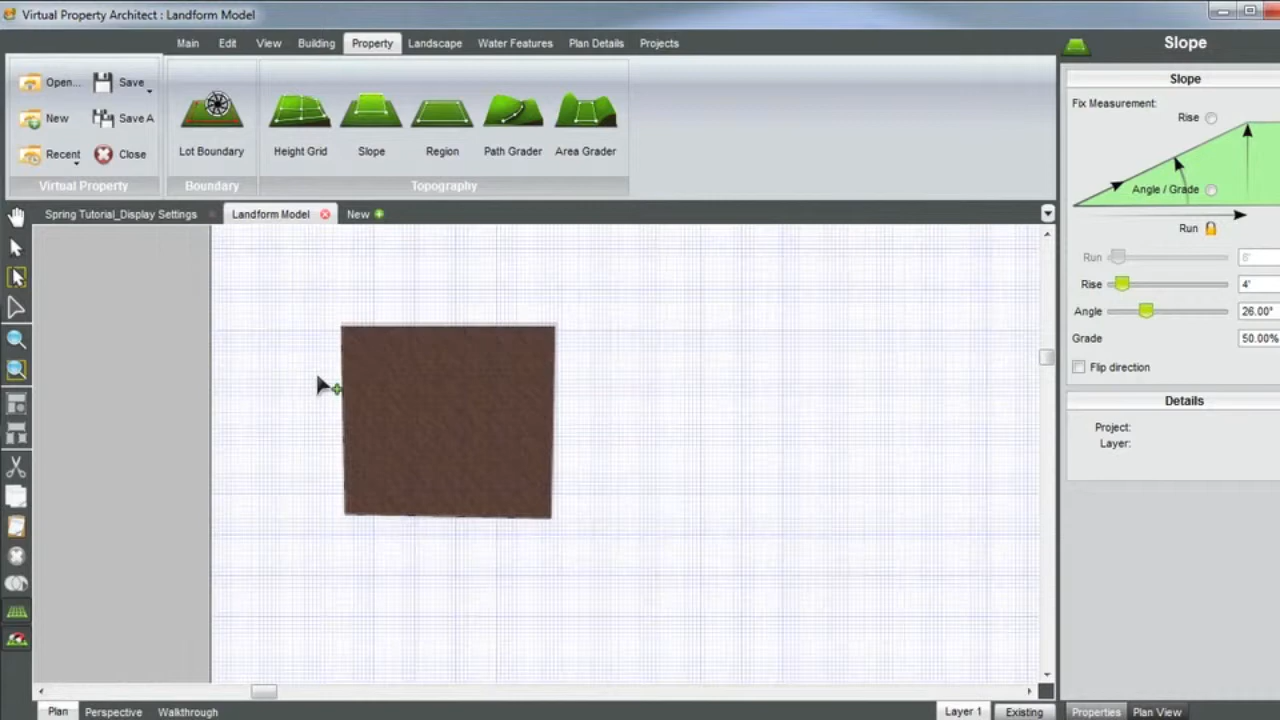 Virtual Property Architect : Landform Model
Main Edit View Building Property Landscape Water Features Plan Details Projects
Open... Save
New Save A
Recent Close
Virtual Property
Lot Boundary
Boundary
Height Grid Slope Region Path Grader Area Grader
Topography
Spring Tutorial_Display Settings Landform Model New
Slope
Slope
Fix Measurement:
Rise
Angle / Grade
Run
Run 6'
Rise 4'
Angle 26.00°
Grade 50.00%
Flip direction
Details
Project:
Layer:
Plan Perspective Walkthrough Layer 1 Existing Properties Plan View